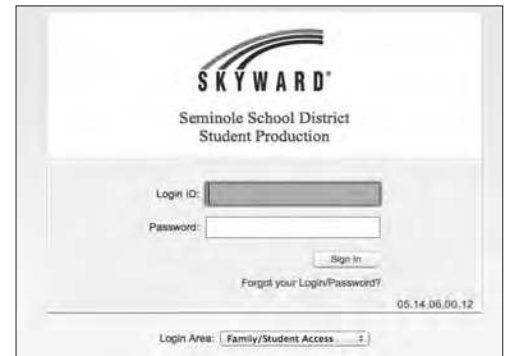 SKYWARD®
Seminole School District
Student Production
Login ID:
Password:
Sign In
Forgot your Login/Password?
05.14.06.00.12
Login Area: Family/Student Access